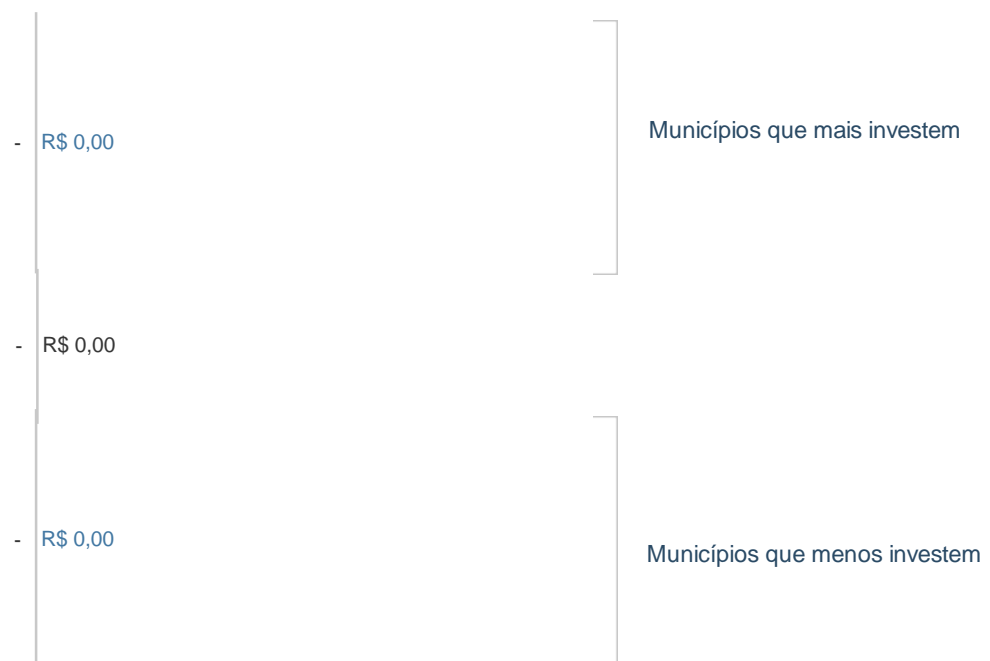 - R$ 0,00
Municípios que mais investem
- R$ 0,00
- R$ 0,00
Municípios que menos investem